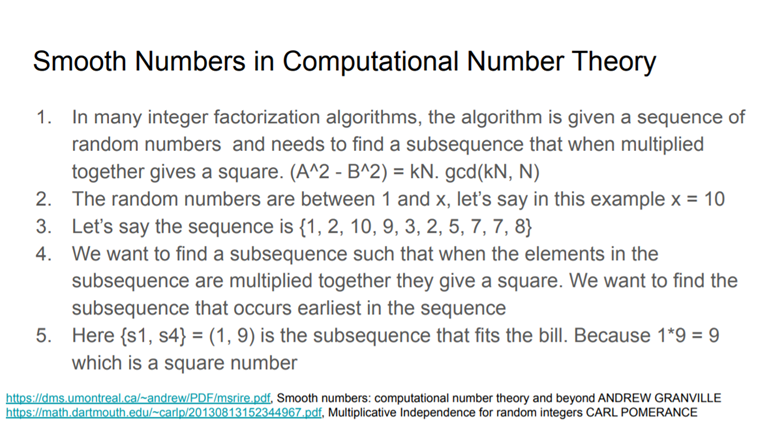 Smooth Numbers in Computational Number Theory
1. In many integer factorization algorithms, the algorithm is given a sequence of
random numbers and needs to find a subsequence that when multiplied
together gives a square. (A^2 - B^2) = kN. gcd(kN, N)
2. The random numbers are between 1 and x, let’s say in this example x = 10
3. Let’s say the sequence is {1, 2, 10, 9, 3, 2, 5, 7, 7, 8}
4. We want to find a subsequence such that when the elements in the
subsequence are multiplied together they give a square. We want to find the
subsequence that occurs earliest in the sequence
5. Here {s1, s4} = (1, 9) is the subsequence that fits the bill. Because 1*9 = 9
which is a square number
https://dms.umontreal.ca/~andrew/PDF/msrire.pdf, Smooth numbers: computational number theory and beyond ANDREW GRANVILLE
https://math.dartmouth.edu/~carlp/20130813152344967.pdf, Multiplicative Independence for random integers CARL POMERANCE